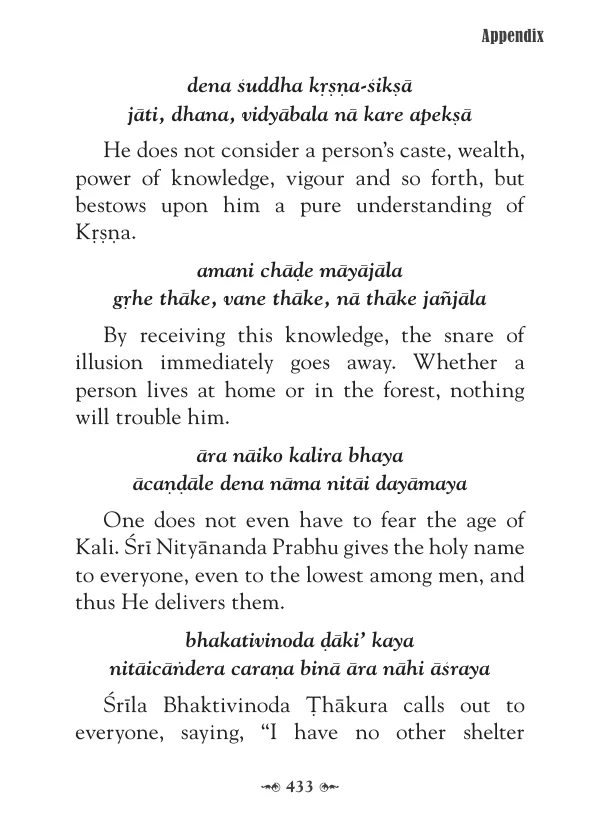 Appendix
dena śuddha kṛṣṇa-śikṣā
jāti, dhana, vidyābala nā kare apekṣā
He does not consider a person's caste, wealth,
power of knowledge, vigour and so forth, but
bestows upon him a pure understanding of
Kṛṣṇa.
amani chāḍe māyājāla
gṛhe thāke, vane thāke, nā thāke jañjāla
By receiving this knowledge, the snare of
illusion immediately goes away. Whether a
person lives at home or in the forest, nothing
will trouble him.
āra nāiko kalira bhaya
ācaṇḍāle dena nāma nitāi dayāmaya
One does not even have to fear the age of
Kali. Śrī Nityānanda Prabhu gives the holy name
to everyone, even to the lowest among men, and
thus He delivers them.
bhakativinoda ḍāki' kaya
nitāicāṅdera caraṇa binā āra nāhi āśraya
Śrīla Bhaktivinoda Ṭhākura calls out to
everyone, saying, “I have no other shelter
433